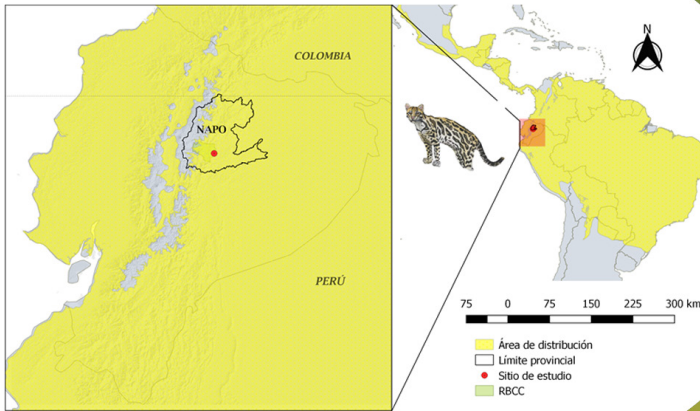 COLOMBIA
NAPO
PERÚ
N
75 0 75 150 225 300 km
Área de distribución
Límite provincial
Sitio de estudio
RBCC